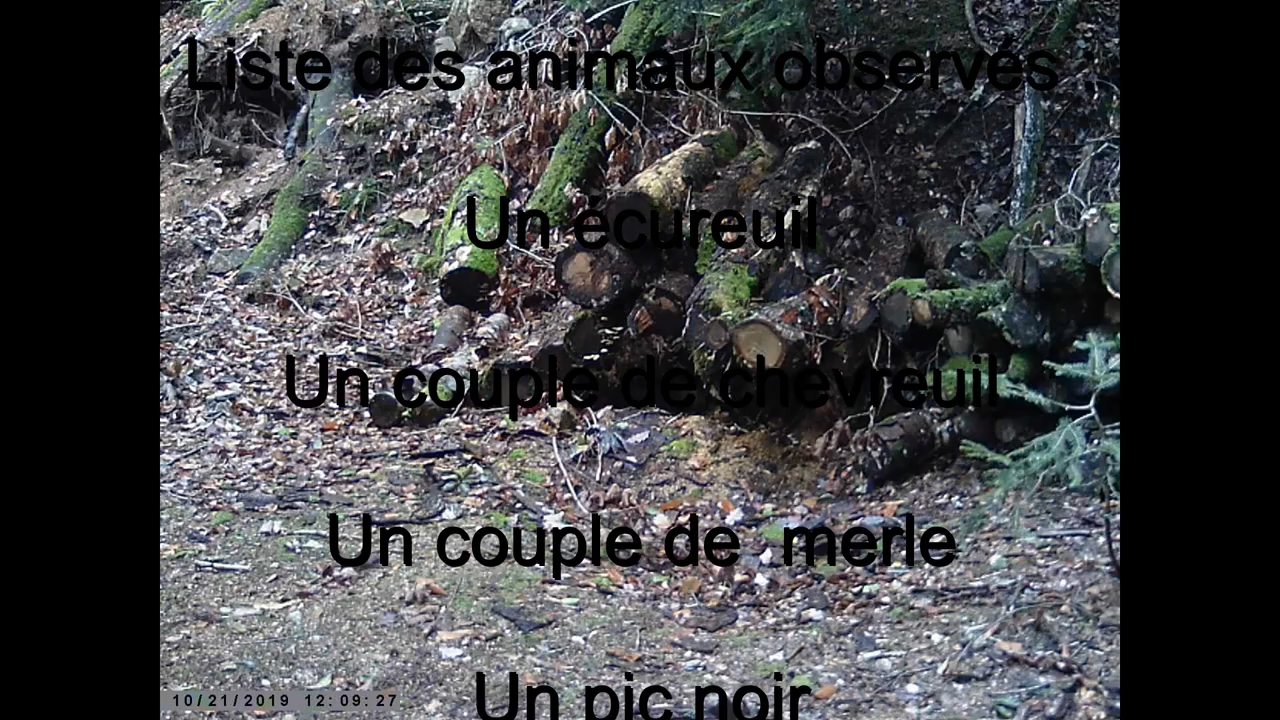 Liste des animaux observés
Un écureuil
Un couple de chevreuil
Un couple de merle
Un pic noir
10/21/2019 12:09:27